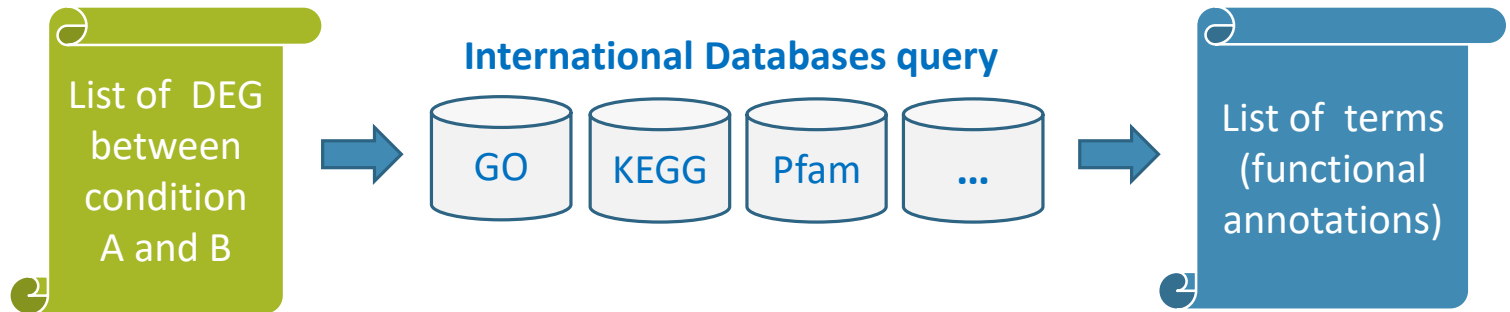 List of DEG
between
condition
A and B
International Databases query
GO
KEGG
Pfam
...
List of terms
(functional
annotations)